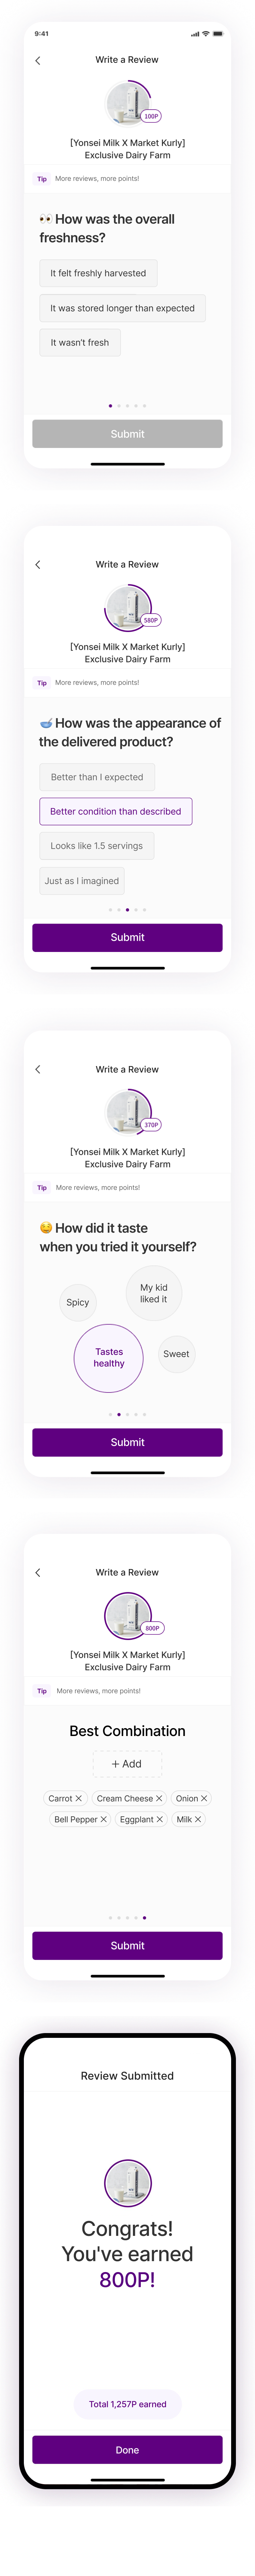 9:41
Write a Review
100P
[Yonsei Milk X Market Kurly]
Exclusive Dairy Farm
Tip More reviews, more points!
👀 How was the overall
freshness?
It felt freshly harvested
It was stored longer than expected
It wasn't fresh
Submit
Write a Review
580P
[Yonsei Milk X Market Kurly]
Exclusive Dairy Farm
Tip More reviews, more points!
🥣 How was the appearance of
the delivered product?
Better than I expected
Better condition than described
Looks like 1.5 servings
Just as I imagined
Submit
Write a Review
370P
[Yonsei Milk X Market Kurly]
Exclusive Dairy Farm
Tip More reviews, more points!
😆 How did it taste
when you tried it yourself?
My kid
liked it
Spicy
Tastes
healthy
Sweet
Submit
Write a Review
800P
[Yonsei Milk X Market Kurly]
Exclusive Dairy Farm
Tip More reviews, more points!
Best Combination
+ Add
Carrot × Cream Cheese × Onion ×
Bell Pepper × Eggplant × Milk ×
Submit
Review Submitted
Congrats!
You've earned
800P!
Total 1,257P earned
Done